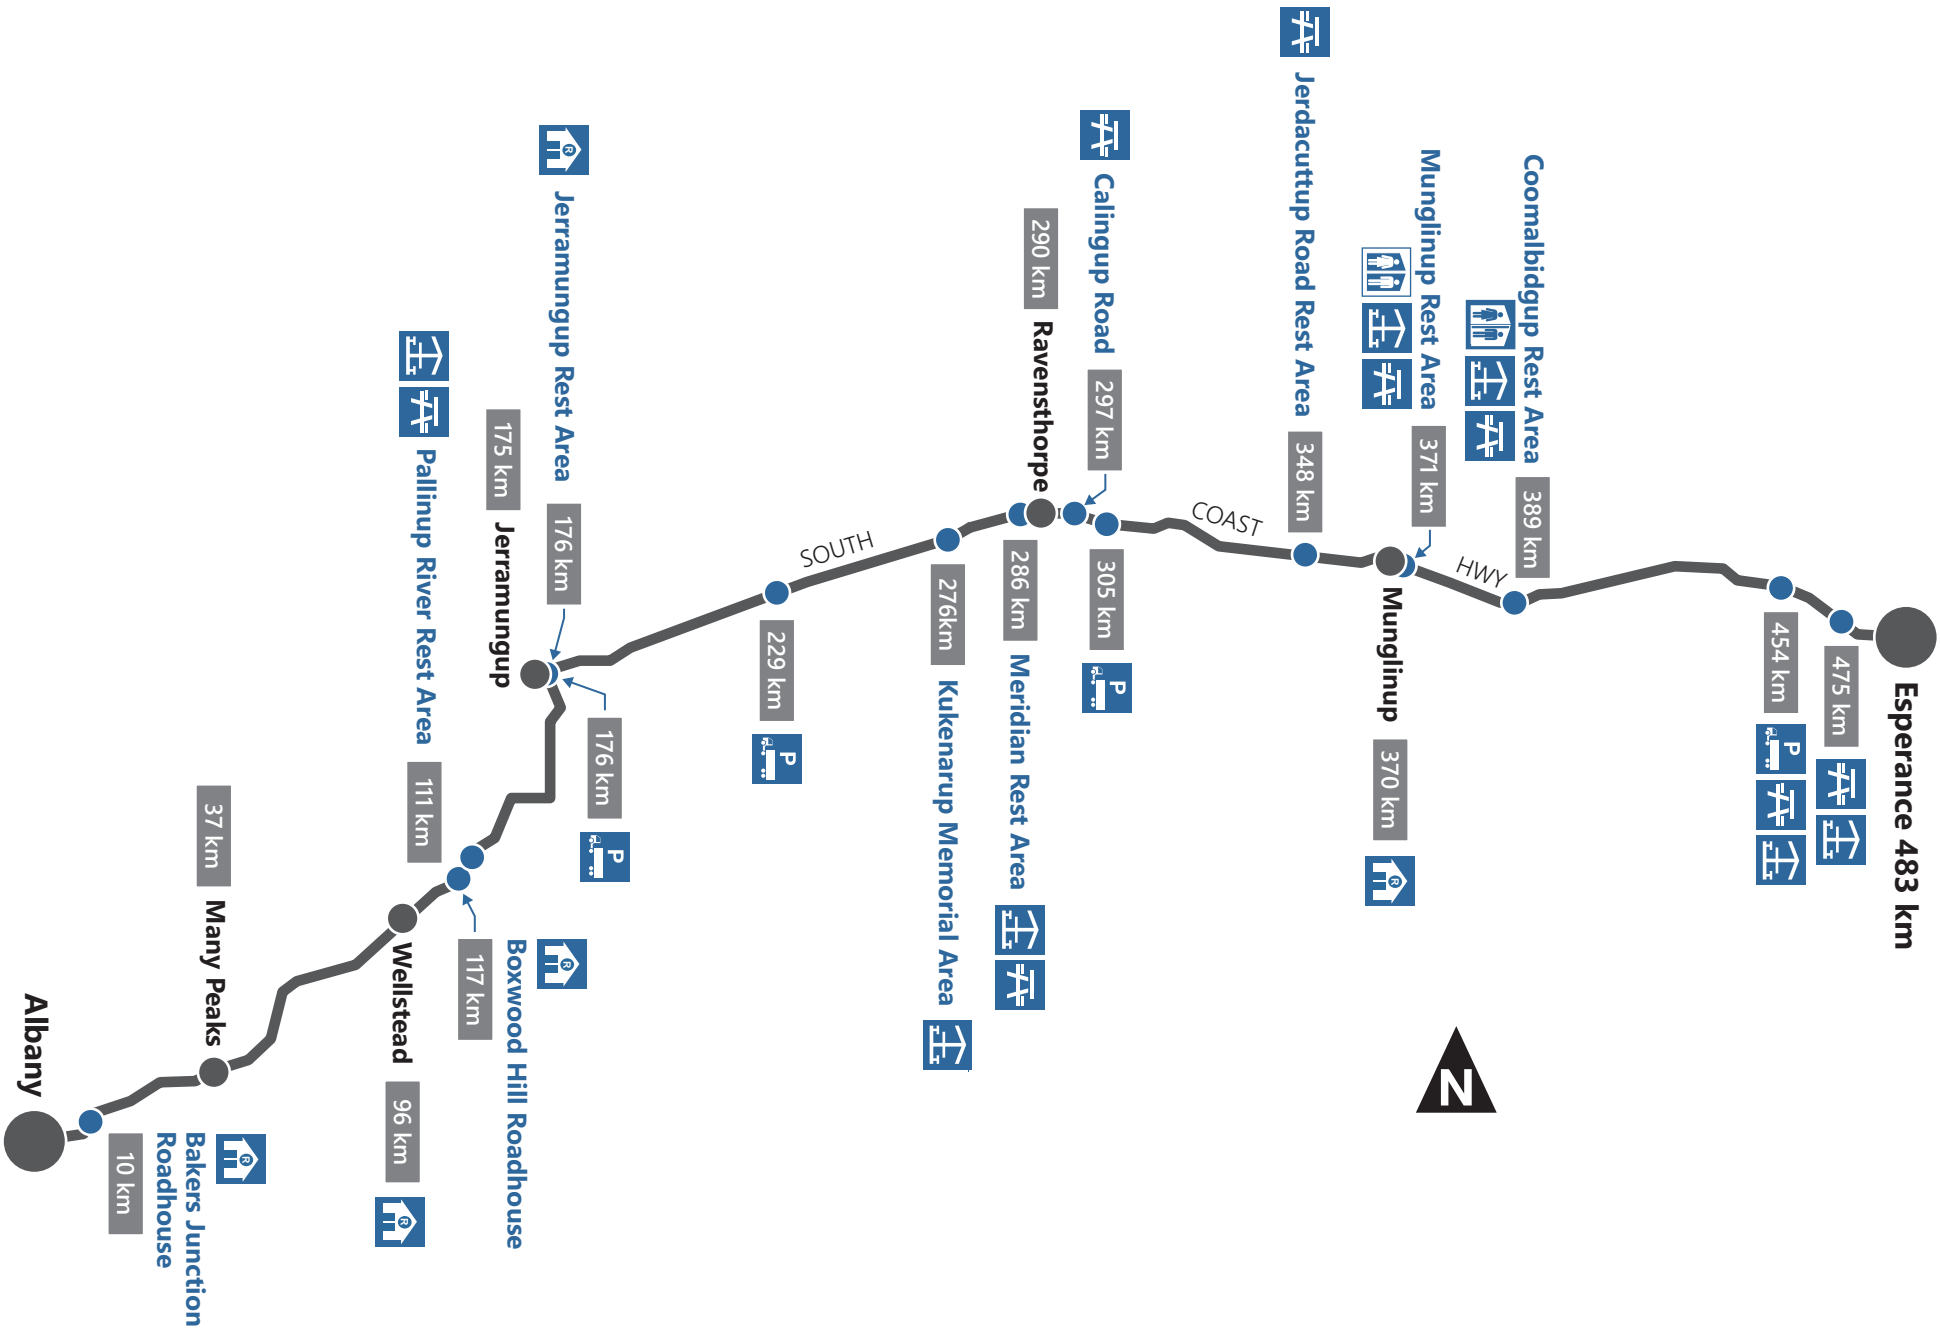 Jerdacuttup Road Rest Area
348 km
Munglinup Rest Area
371 km
Coomalbidgup Rest Area
389 km
Calingup Road
297 km
290 km
Ravensthorpe
R
Jerramungup Rest Area
176 km
175 km
Jerramungup
Pallinup River Rest Area
111 km
SOUTH
COAST
HWY
305 km
P
286 km
Meridian Rest Area
276km
Kukenarup Memorial Area
229 km
P
176 km
P
Munglinup
370 km
R
454 km
P
475 km
Esperance 483 km
37 km
Many Peaks
Wellstead
96 km
R
117 km
Boxwood Hill Roadhouse
R
Albany
10 km
Bakers Junction
Roadhouse
R
N